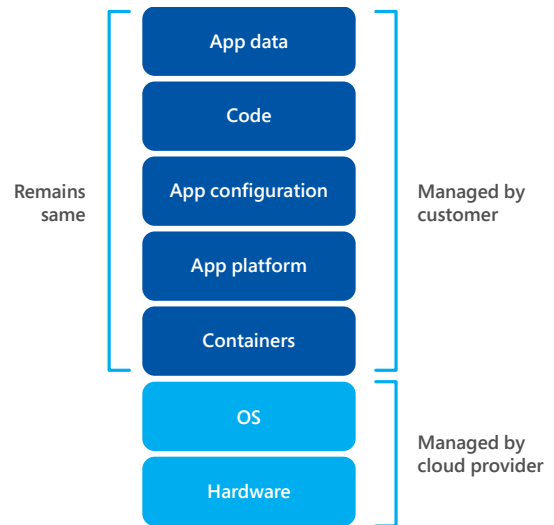 App data
Code
App configuration
App platform
Containers
OS
Hardware
Remains
same
Managed by
customer
Managed by
cloud provider